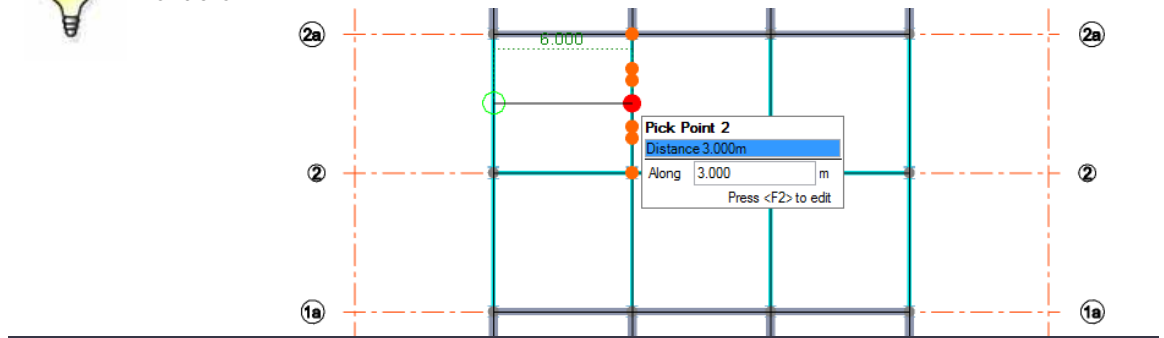 2a 6.000 2a
Pick Point 2
Distance 3.000m
Along 3.000 m
2 2
Press <F2> to edit
1a 1a